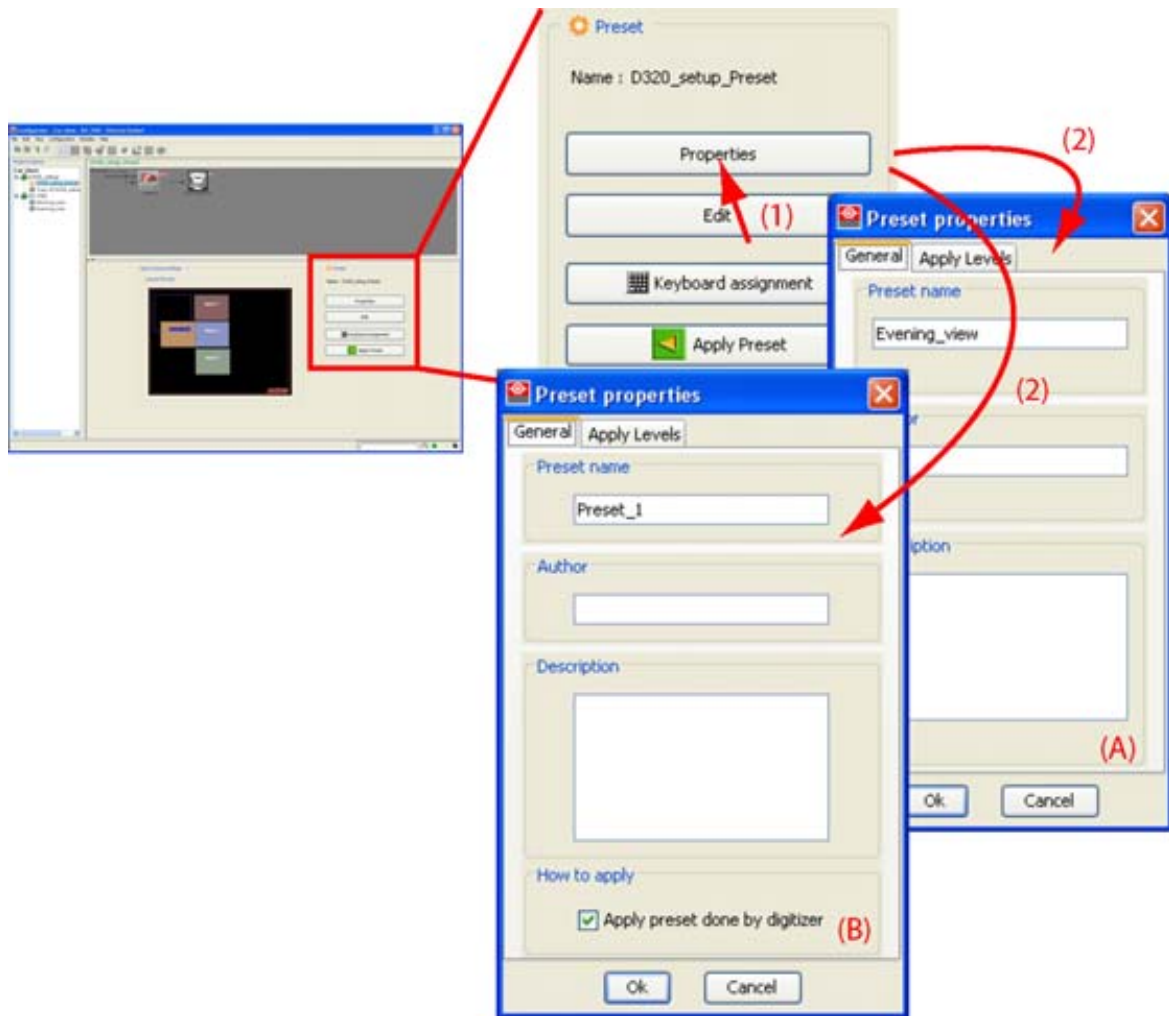 Preset
Name : D320_setup_Preset
Properties
(1)
Edit
Keyboard assignment
Apply Preset
(2)
(2)
Preset properties
General Apply Levels
Preset name
Evening_view
(A)
Ok Cancel
Preset properties
General Apply Levels
Preset name
Preset_1
Author
Description
How to apply
Apply preset done by digitizer
(B)
Ok Cancel